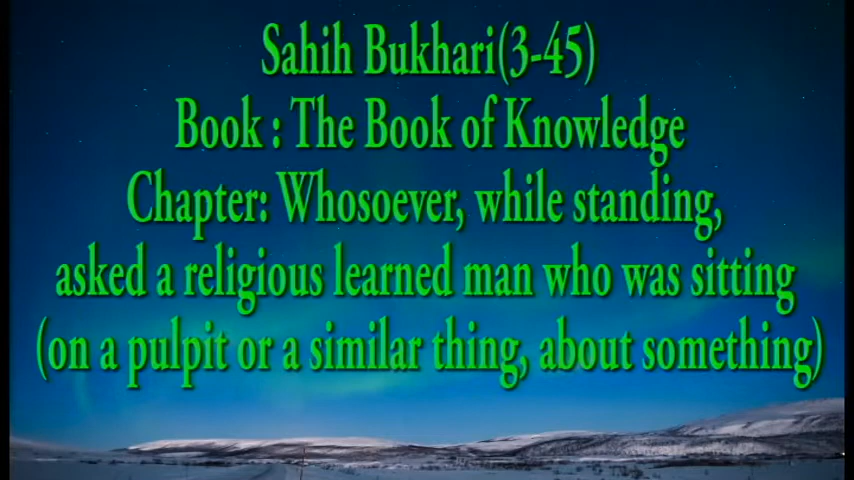 Sahih Bukhari(3-45)
Book : The Book of Knowledge
Chapter: Whosoever, while standing,
asked a religious learned man who was sitting
(on a pulpit or a similar thing, about something)